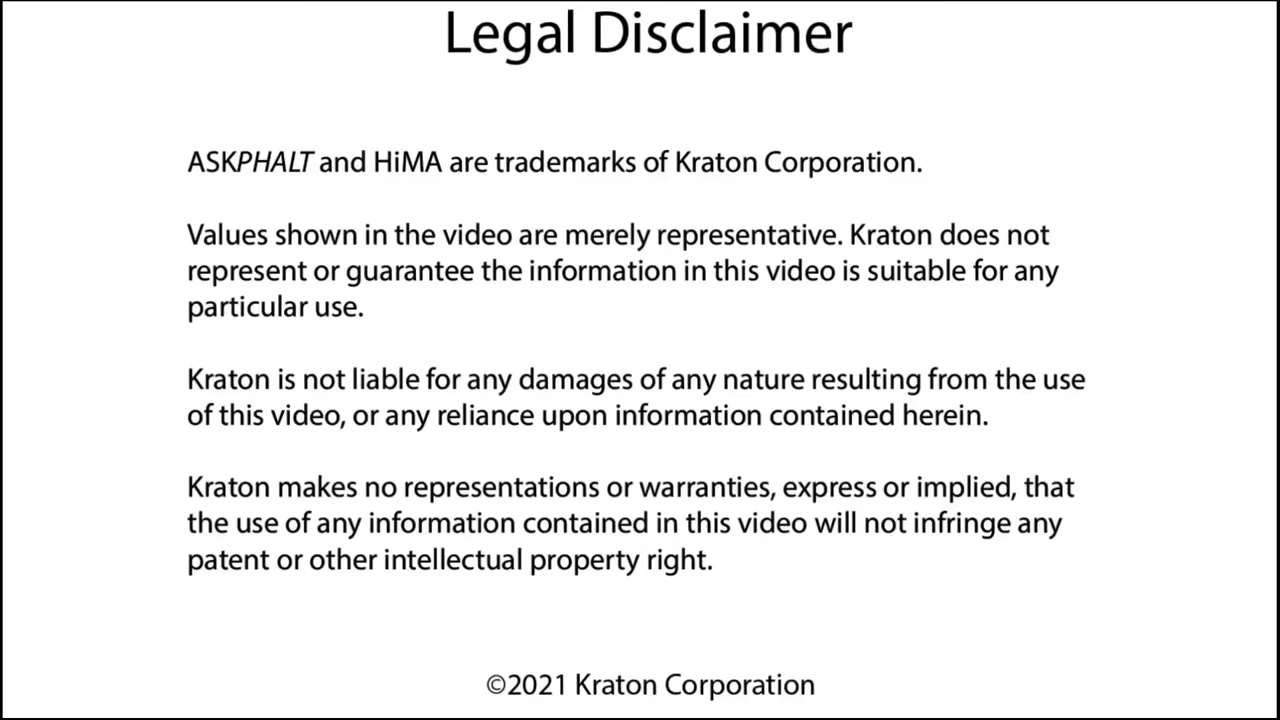 Legal Disclaimer
ASKPHALT and HiMA are trademarks of Kraton Corporation.
Values shown in the video are merely representative. Kraton does not
represent or guarantee the information in this video is suitable for any
particular use.
Kraton is not liable for any damages of any nature resulting from the use
of this video, or any reliance upon information contained herein.
Kraton makes no representations or warranties, express or implied, that
the use of any information contained in this video will not infringe any
patent or other intellectual property right.
©2021 Kraton Corporation